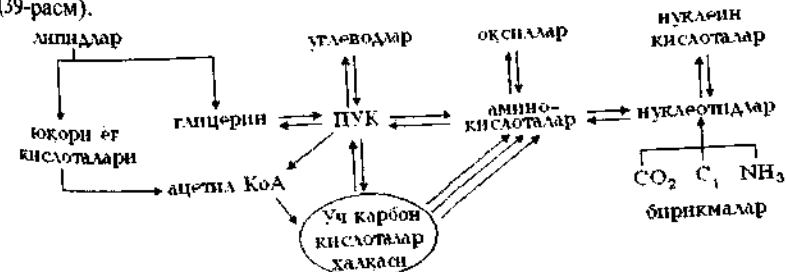 (39-расм).
липидлар
углеводлар
оқсиллар
нуклеин
кислоталар
юқори ёғ
кислоталари
глицерин
ПУК
амино-
кислоталар
нуклеотидлар
ацетил КоА
CO₂ C₁ NH₃
бирикмалар
Уч карбон
кислоталар
халқаси